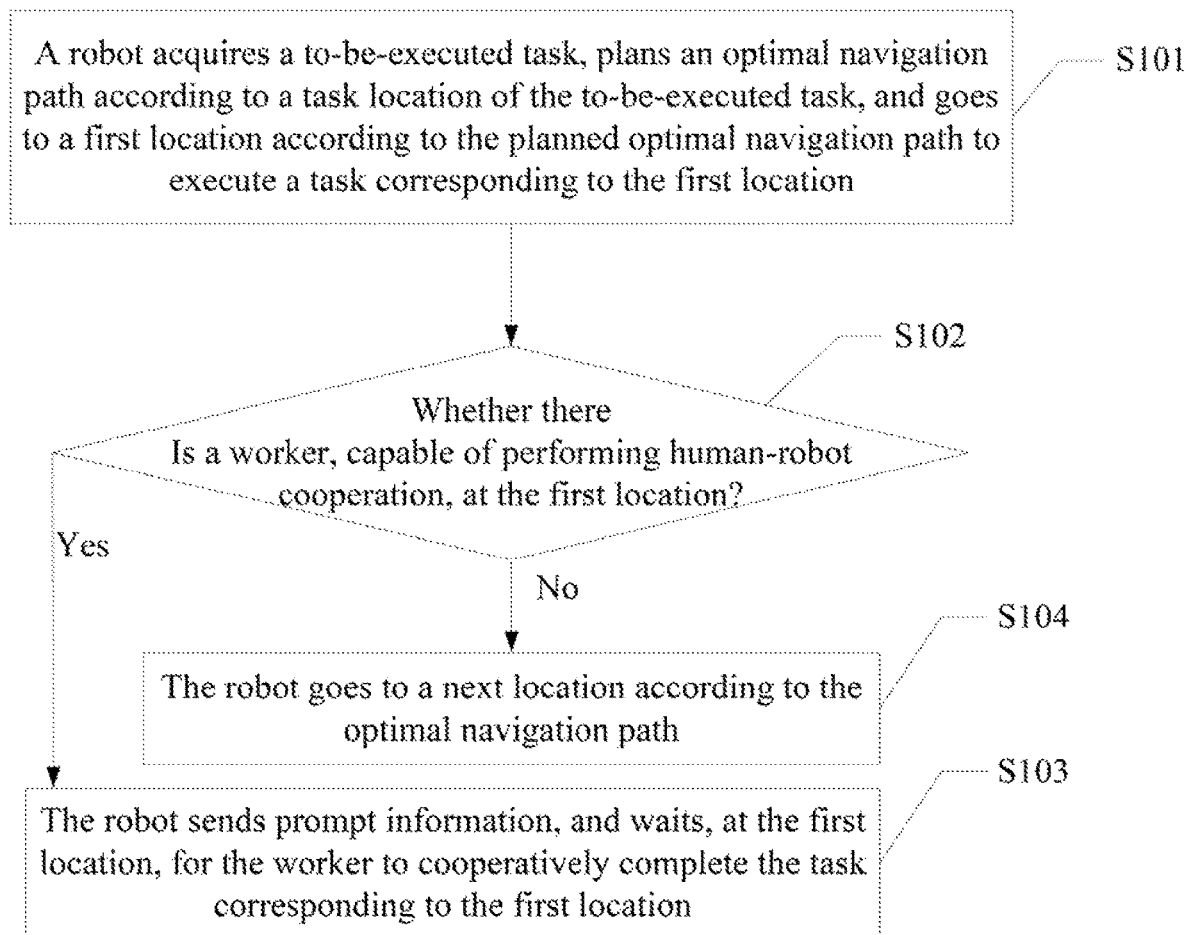 A robot acquires a to-be-executed task, plans an optimal navigation
path according to a task location of the to-be-executed task, and goes
to a first location according to the planned optimal navigation path to
execute a task corresponding to the first location
S101
S102
Whether there
Is a worker, capable of performing human-robot
cooperation, at the first location?
Yes
No
S104
The robot goes to a next location according to the
optimal navigation path
S103
The robot sends prompt information, and waits, at the first
location, for the worker to cooperatively complete the task
corresponding to the first location